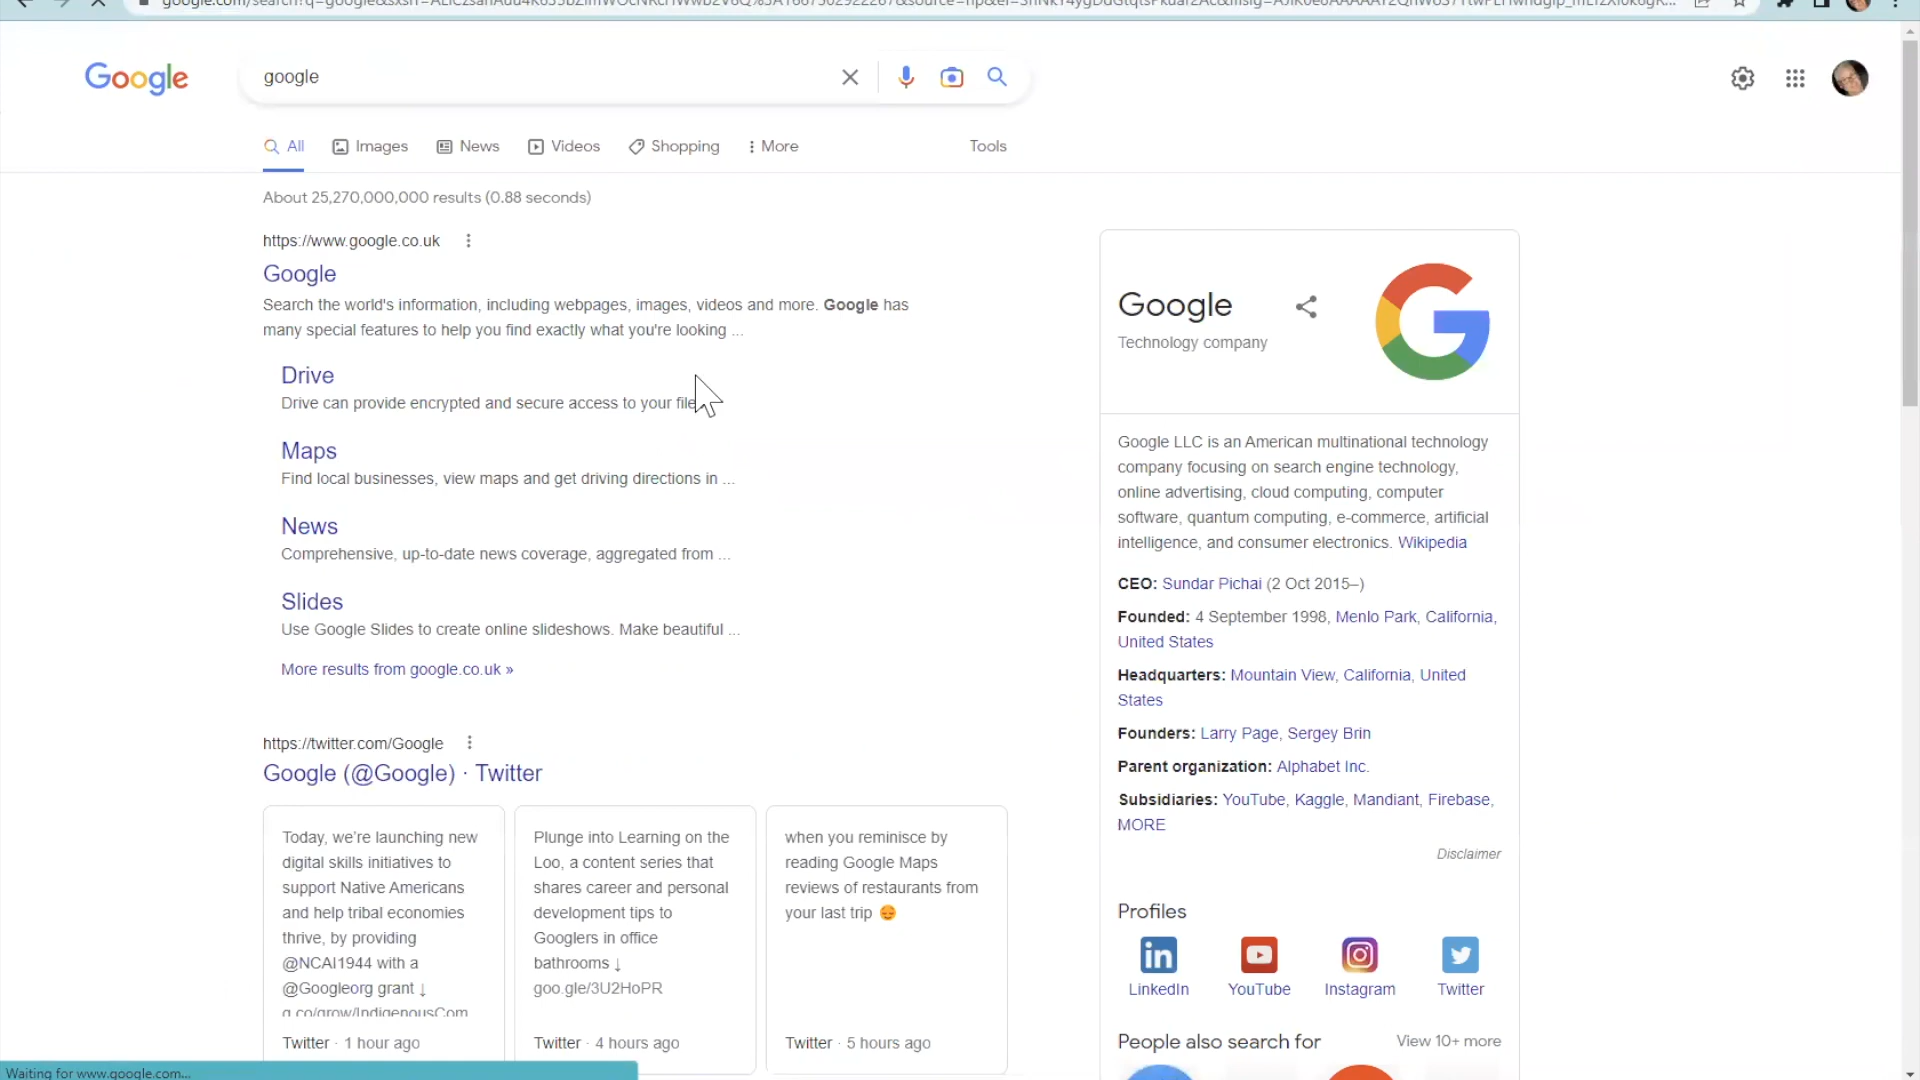 Google
google
All
Images
News
Videos
Shopping
More
Tools
About 25,270,000,000 results (0.88 seconds)
https://www.google.co.uk
Google
Search the world's information, including webpages, images, videos and more. Google has
many special features to help you find exactly what you're looking ...
Drive
Drive can provide encrypted and secure access to your file
Maps
Find local businesses, view maps and get driving directions in ...
News
Comprehensive, up-to-date news coverage, aggregated from ...
Slides
Use Google Slides to create online slideshows. Make beautiful ...
More results from google.co.uk »
https://twitter.com/Google
Google (@Google) · Twitter
Today, we're launching new
digital skills initiatives to
support Native Americans
and help tribal economies
thrive, by providing
@NCAI1944 with a
@Googleorg grant ↓
g.co/grow/IndigenousCom
Twitter · 1 hour ago
Plunge into Learning on the
Loo, a content series that
shares career and personal
development tips to
Googlers in office
bathrooms ↓
goo.gle/3U2HoPR
Twitter · 4 hours ago
when you reminisce by
reading Google Maps
reviews of restaurants from
your last trip 😌
Twitter · 5 hours ago
Google
Technology company
Google LLC is an American multinational technology
company focusing on search engine technology,
online advertising, cloud computing, computer
software, quantum computing, e-commerce, artificial
intelligence, and consumer electronics. Wikipedia
CEO: Sundar Pichai (2 Oct 2015–)
Founded: 4 September 1998, Menlo Park, California,
United States
Headquarters: Mountain View, California, United
States
Founders: Larry Page, Sergey Brin
Parent organization: Alphabet Inc.
Subsidiaries: YouTube, Kaggle, Mandiant, Firebase,
MORE
Disclaimer
Profiles
LinkedIn
YouTube
Instagram
Twitter
People also search for
View 10+ more
Waiting for www.google.com...